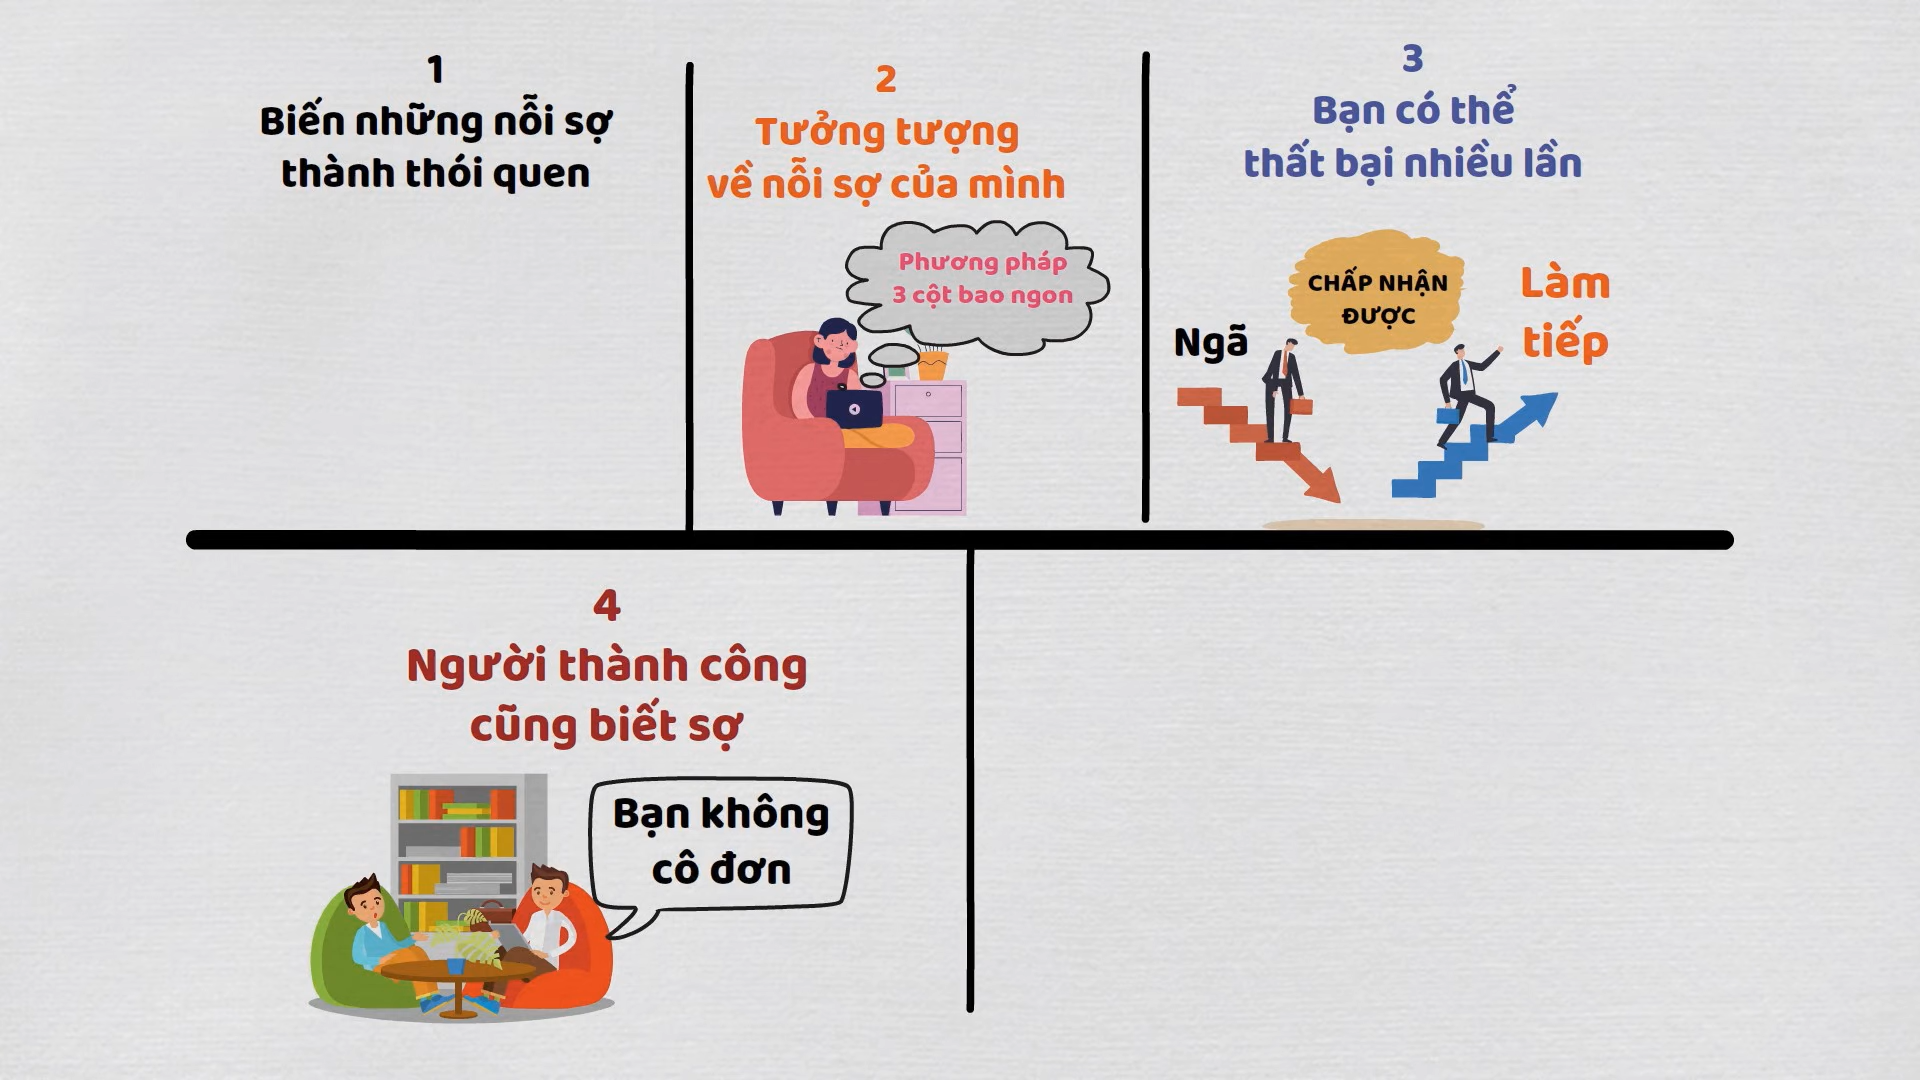 1
Biến những nỗi sợ
thành thói quen
2
Tưởng tượng
về nỗi sợ của mình
Phương pháp
3 cột bao ngon
3
Bạn có thể
thất bại nhiều lần
CHẤP NHẬN
ĐƯỢC
Ngã
Làm
tiếp
4
Người thành công
cũng biết sợ
Bạn không
cô đơn